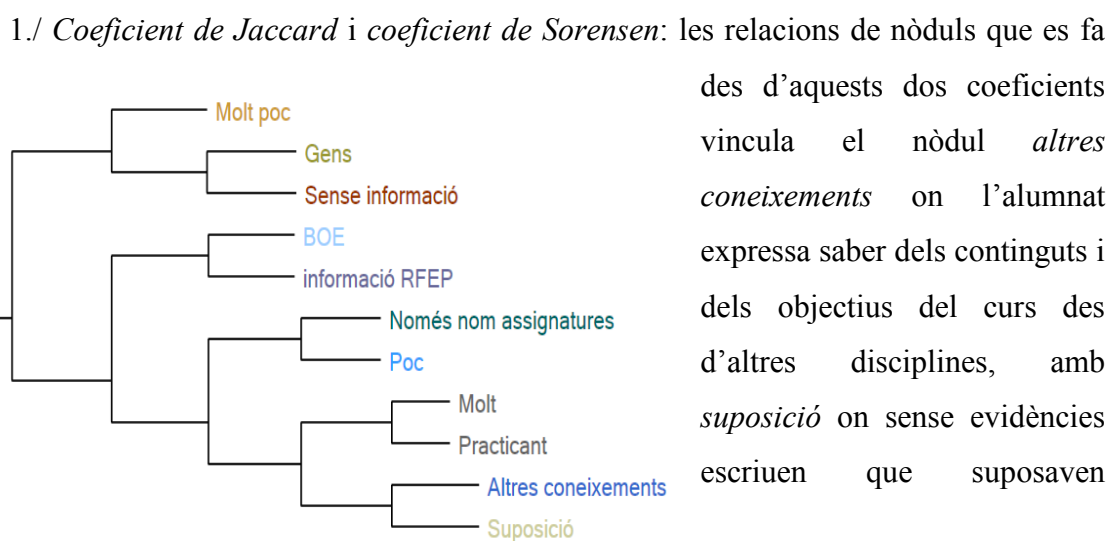 1./ Coeficient de Jaccard i coeficient de Sorensen: les relacions de nòduls que es fa
des d’aquests dos coeficients
vincula el nòdul altres
coneixements on l’alumnat
expressa saber dels continguts i
dels objectius del curs des
d’altres disciplines, amb
suposició on sense evidències
escriuen que suposaven
Molt poc
Gens
Sense informació
BOE
informació RFEP
Només nom assignatures
Poc
Molt
Practicant
Altres coneixements
Suposició